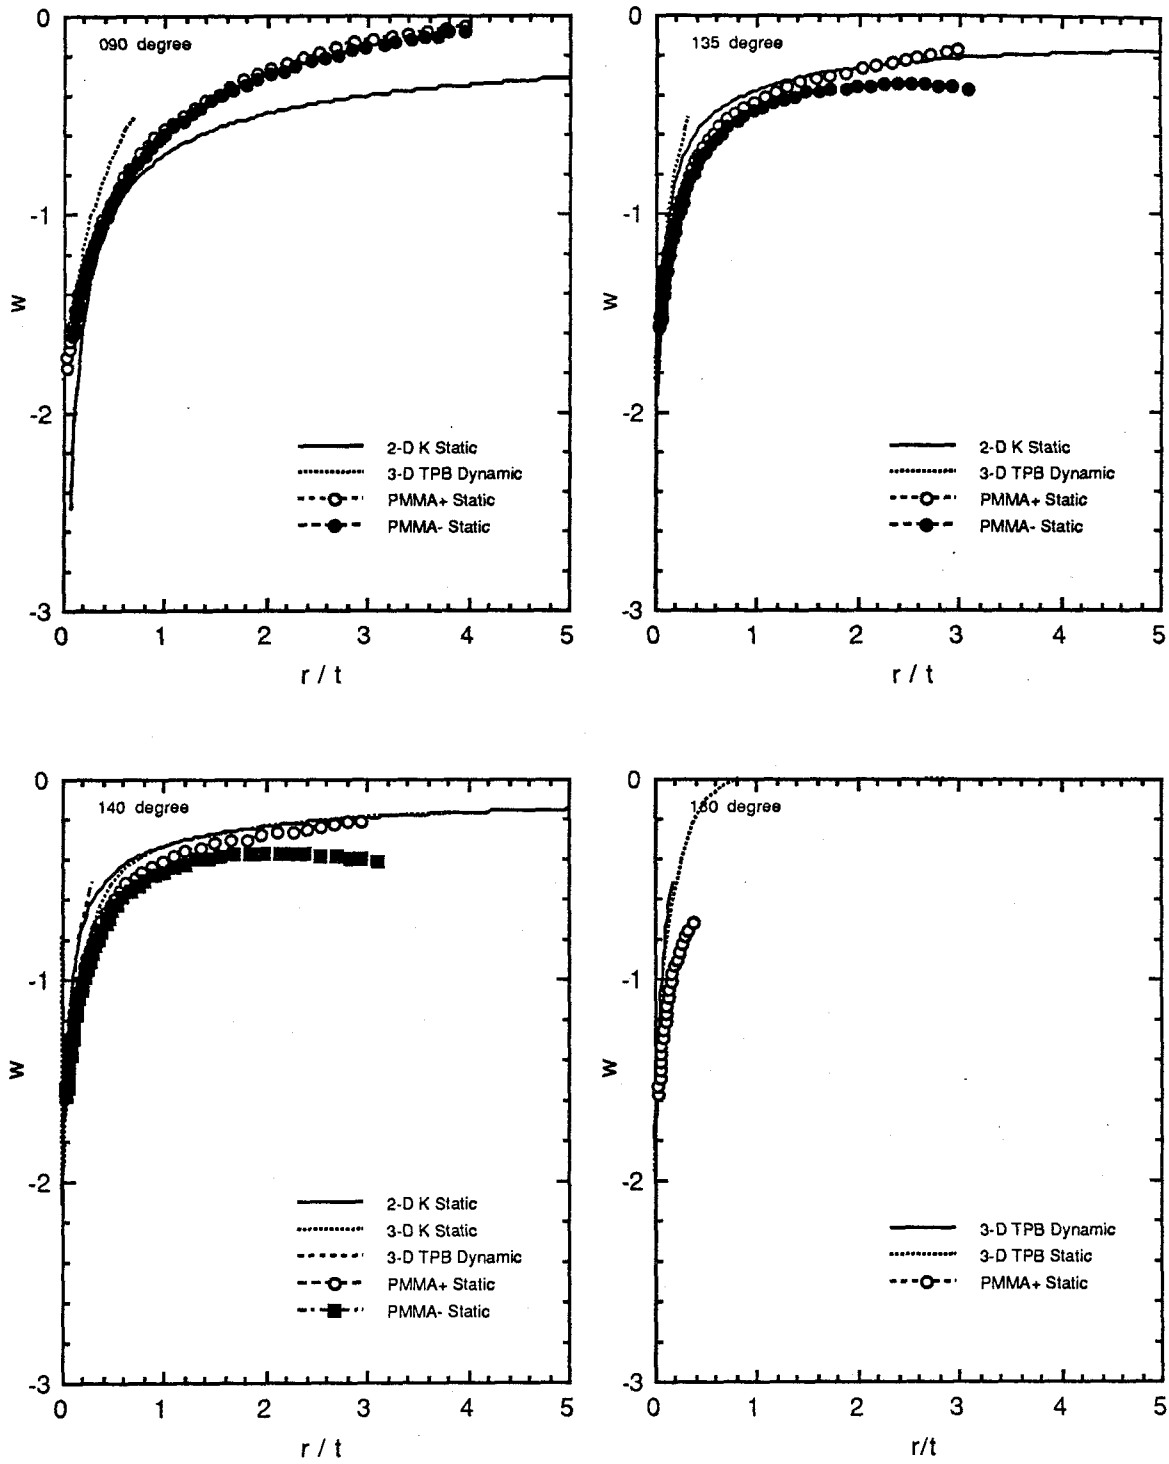 0
090 degree
-1
w
-2
2-D K Static
3-D TPB Dynamic
PMMA+ Static
PMMA- Static
-3
0 1 2 3 4 5
r / t
0
135 degree
-1
w
-2
2-D K Static
3-D TPB Dynamic
PMMA+ Static
PMMA- Static
-3
0 1 2 3 4 5
r / t
0
140 degree
-1
w
-2
2-D K Static
3-D K Static
3-D TPB Dynamic
PMMA+ Static
PMMA- Static
-3
0 1 2 3 4 5
r / t
0
degree
-1
w
-2
3-D TPB Dynamic
3-D TPB Static
PMMA+ Static
-3
0 1 2 3 4 5
r/t